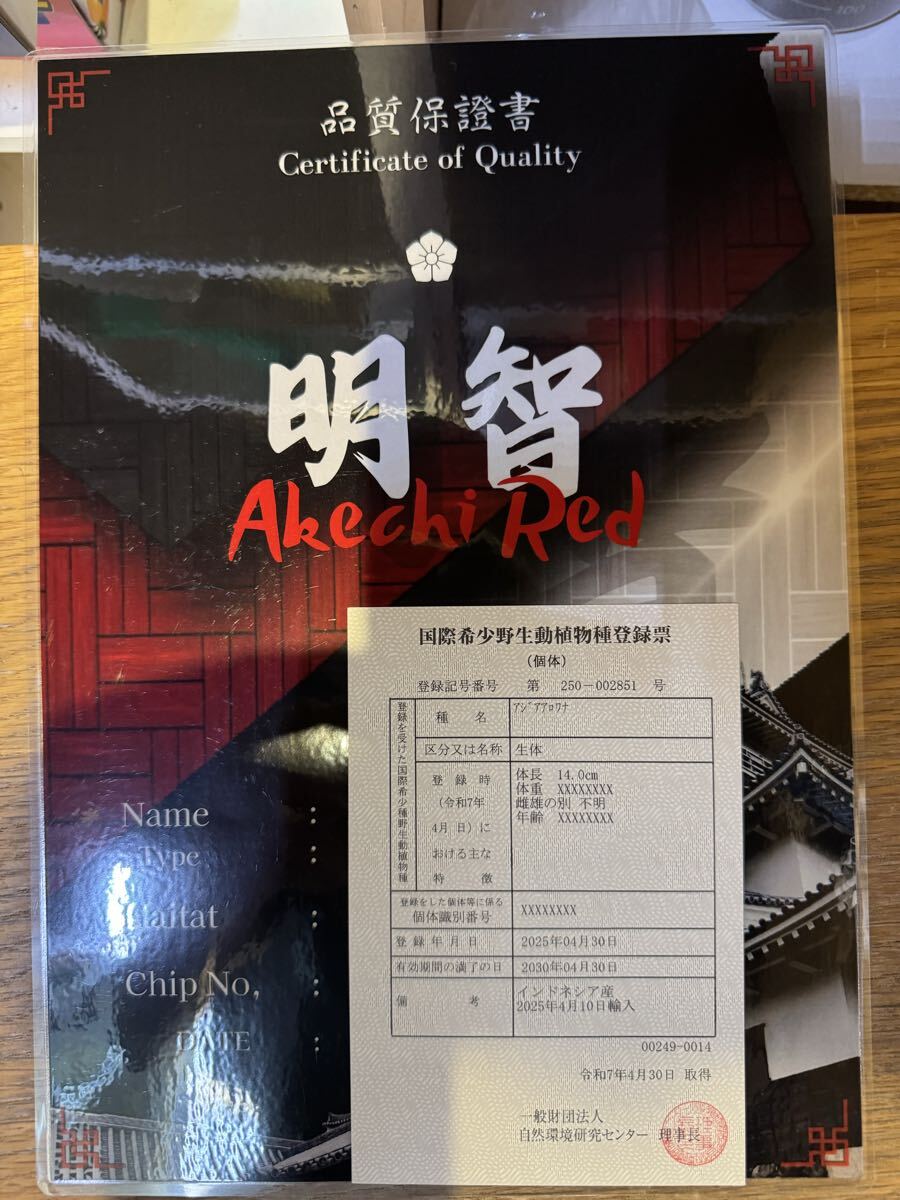 品質保證書
Certificate of Quality
明智
Akechi Red
Name :
Type :
Haitat :
Chip No, :
DATE :
国際希少野生動植物種登録票
(個体)
登録記号番号 第 250-002851 号
登録を受けた国際希少種野生動植物種
種 名 アジアアロワナ
区分又は名称 生体
登録時
(令和7年
4月 日)に
おける主な
特 徴
体長 14.0cm
体重 XXXXXXXX
雌雄の別 不明
年齢 XXXXXXXX
登録をした個体等に係る
個体識別番号 XXXXXXXX
登録年月日 2025年04月30日
有効期間の満了の日 2030年04月30日
備 考
インドネシア産
2025年4月10日輸入
00249-0014
令和7年4月30日 取得
一般財団法人
自然環境研究センター 理事長